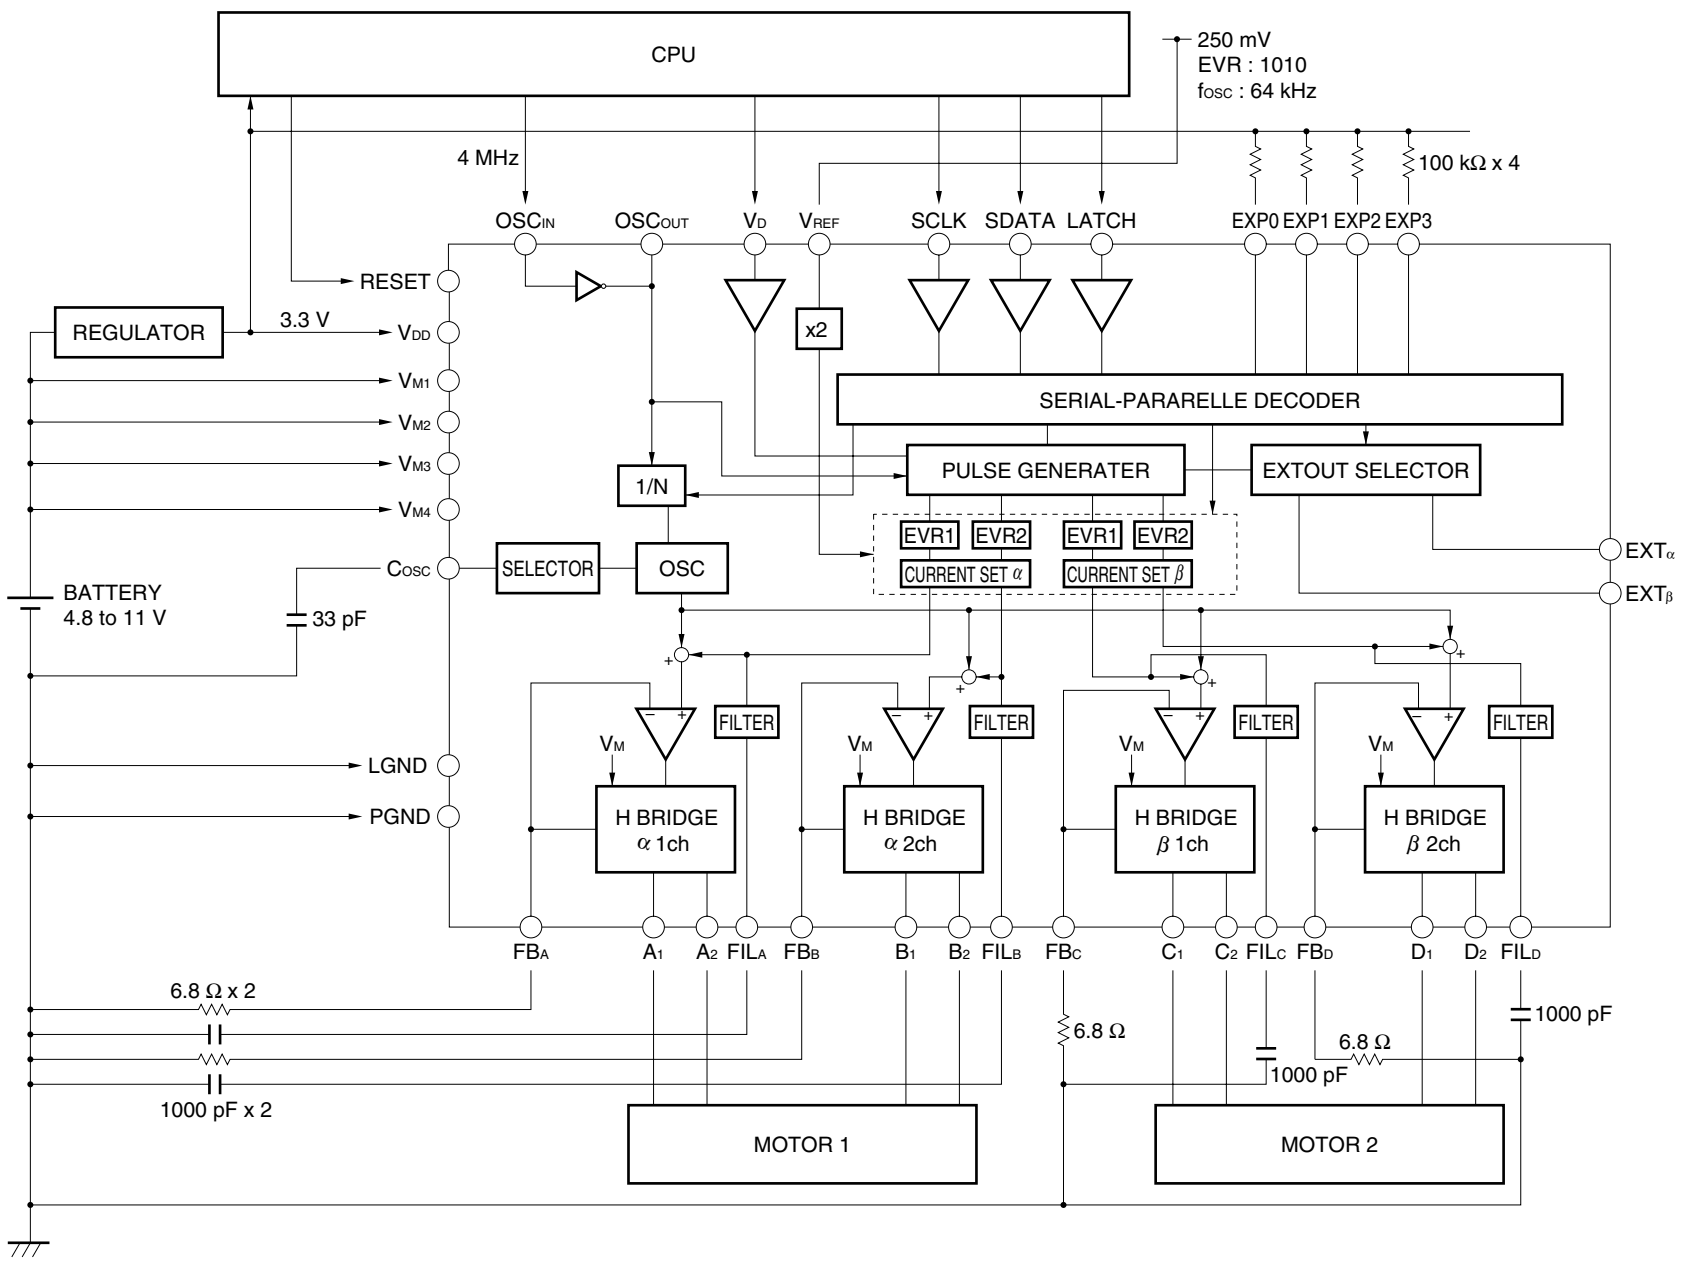 CPU
250 mV
EVR : 1010
fOSC : 64 kHz
4 MHz
100 kΩ x 4
OSCIN
OSCOUT
VD
VREF
SCLK
SDATA
LATCH
EXP0
EXP1
EXP2
EXP3
RESET
REGULATOR
3.3 V
VDD
x2
VM1
SERIAL-PARARELLE DECODER
VM2
VM3
PULSE GENERATER
EXTOUT SELECTOR
1/N
VM4
EVR1
EVR2
EVR1
EVR2
EXTα
COSC
SELECTOR
OSC
CURRENT SET α
CURRENT SET β
BATTERY
4.8 to 11 V
EXTβ
33 pF
+
+
+
+
−
+
FILTER
−
+
FILTER
−
+
FILTER
−
+
FILTER
VM
VM
VM
VM
LGND
PGND
H BRIDGE
α 1ch
H BRIDGE
α 2ch
H BRIDGE
β 1ch
H BRIDGE
β 2ch
FBA
A1
A2
FILA
FBB
B1
B2
FILB
FBC
C1
C2
FILC
FBD
D1
D2
FILD
6.8 Ω x 2
1000 pF
6.8 Ω
6.8 Ω
1000 pF
1000 pF x 2
MOTOR 1
MOTOR 2